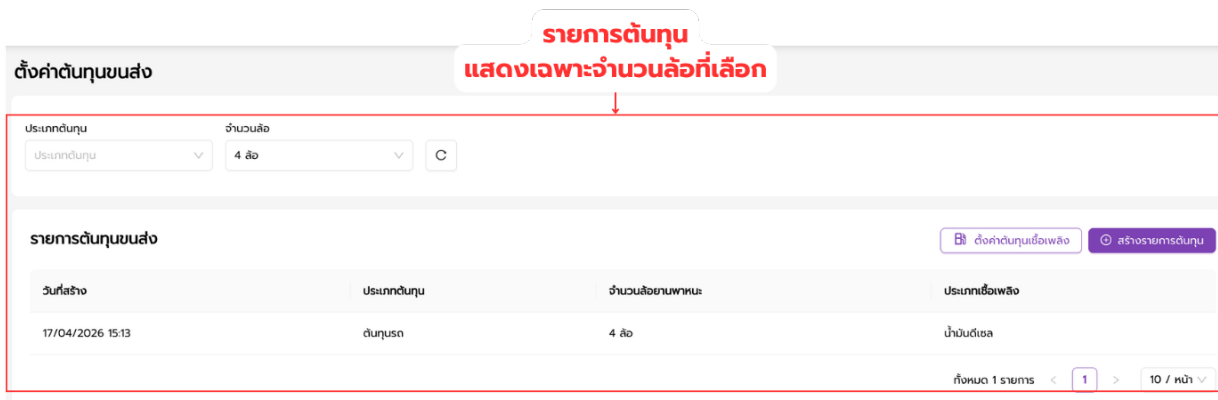 รายการต้นทุน
แสดงเฉพาะจำนวนล้อที่เลือก
ตั้งค่าต้นทุนขนส่ง
ประเภทต้นทุน จำนวนล้อ
ประเภทต้นทุน 4 ล้อ
รายการต้นทุนขนส่ง ตั้งค่าต้นทุนเชื้อเพลิง สร้างรายการต้นทุน
วันที่สร้าง ประเภทต้นทุน จำนวนล้อยานพาหนะ ประเภทเชื้อเพลิง
17/04/2026 15:13 ต้นทุนรถ 4 ล้อ น้ำมันดีเซล
ทั้งหมด 1 รายการ < 1 > 10 / หน้า